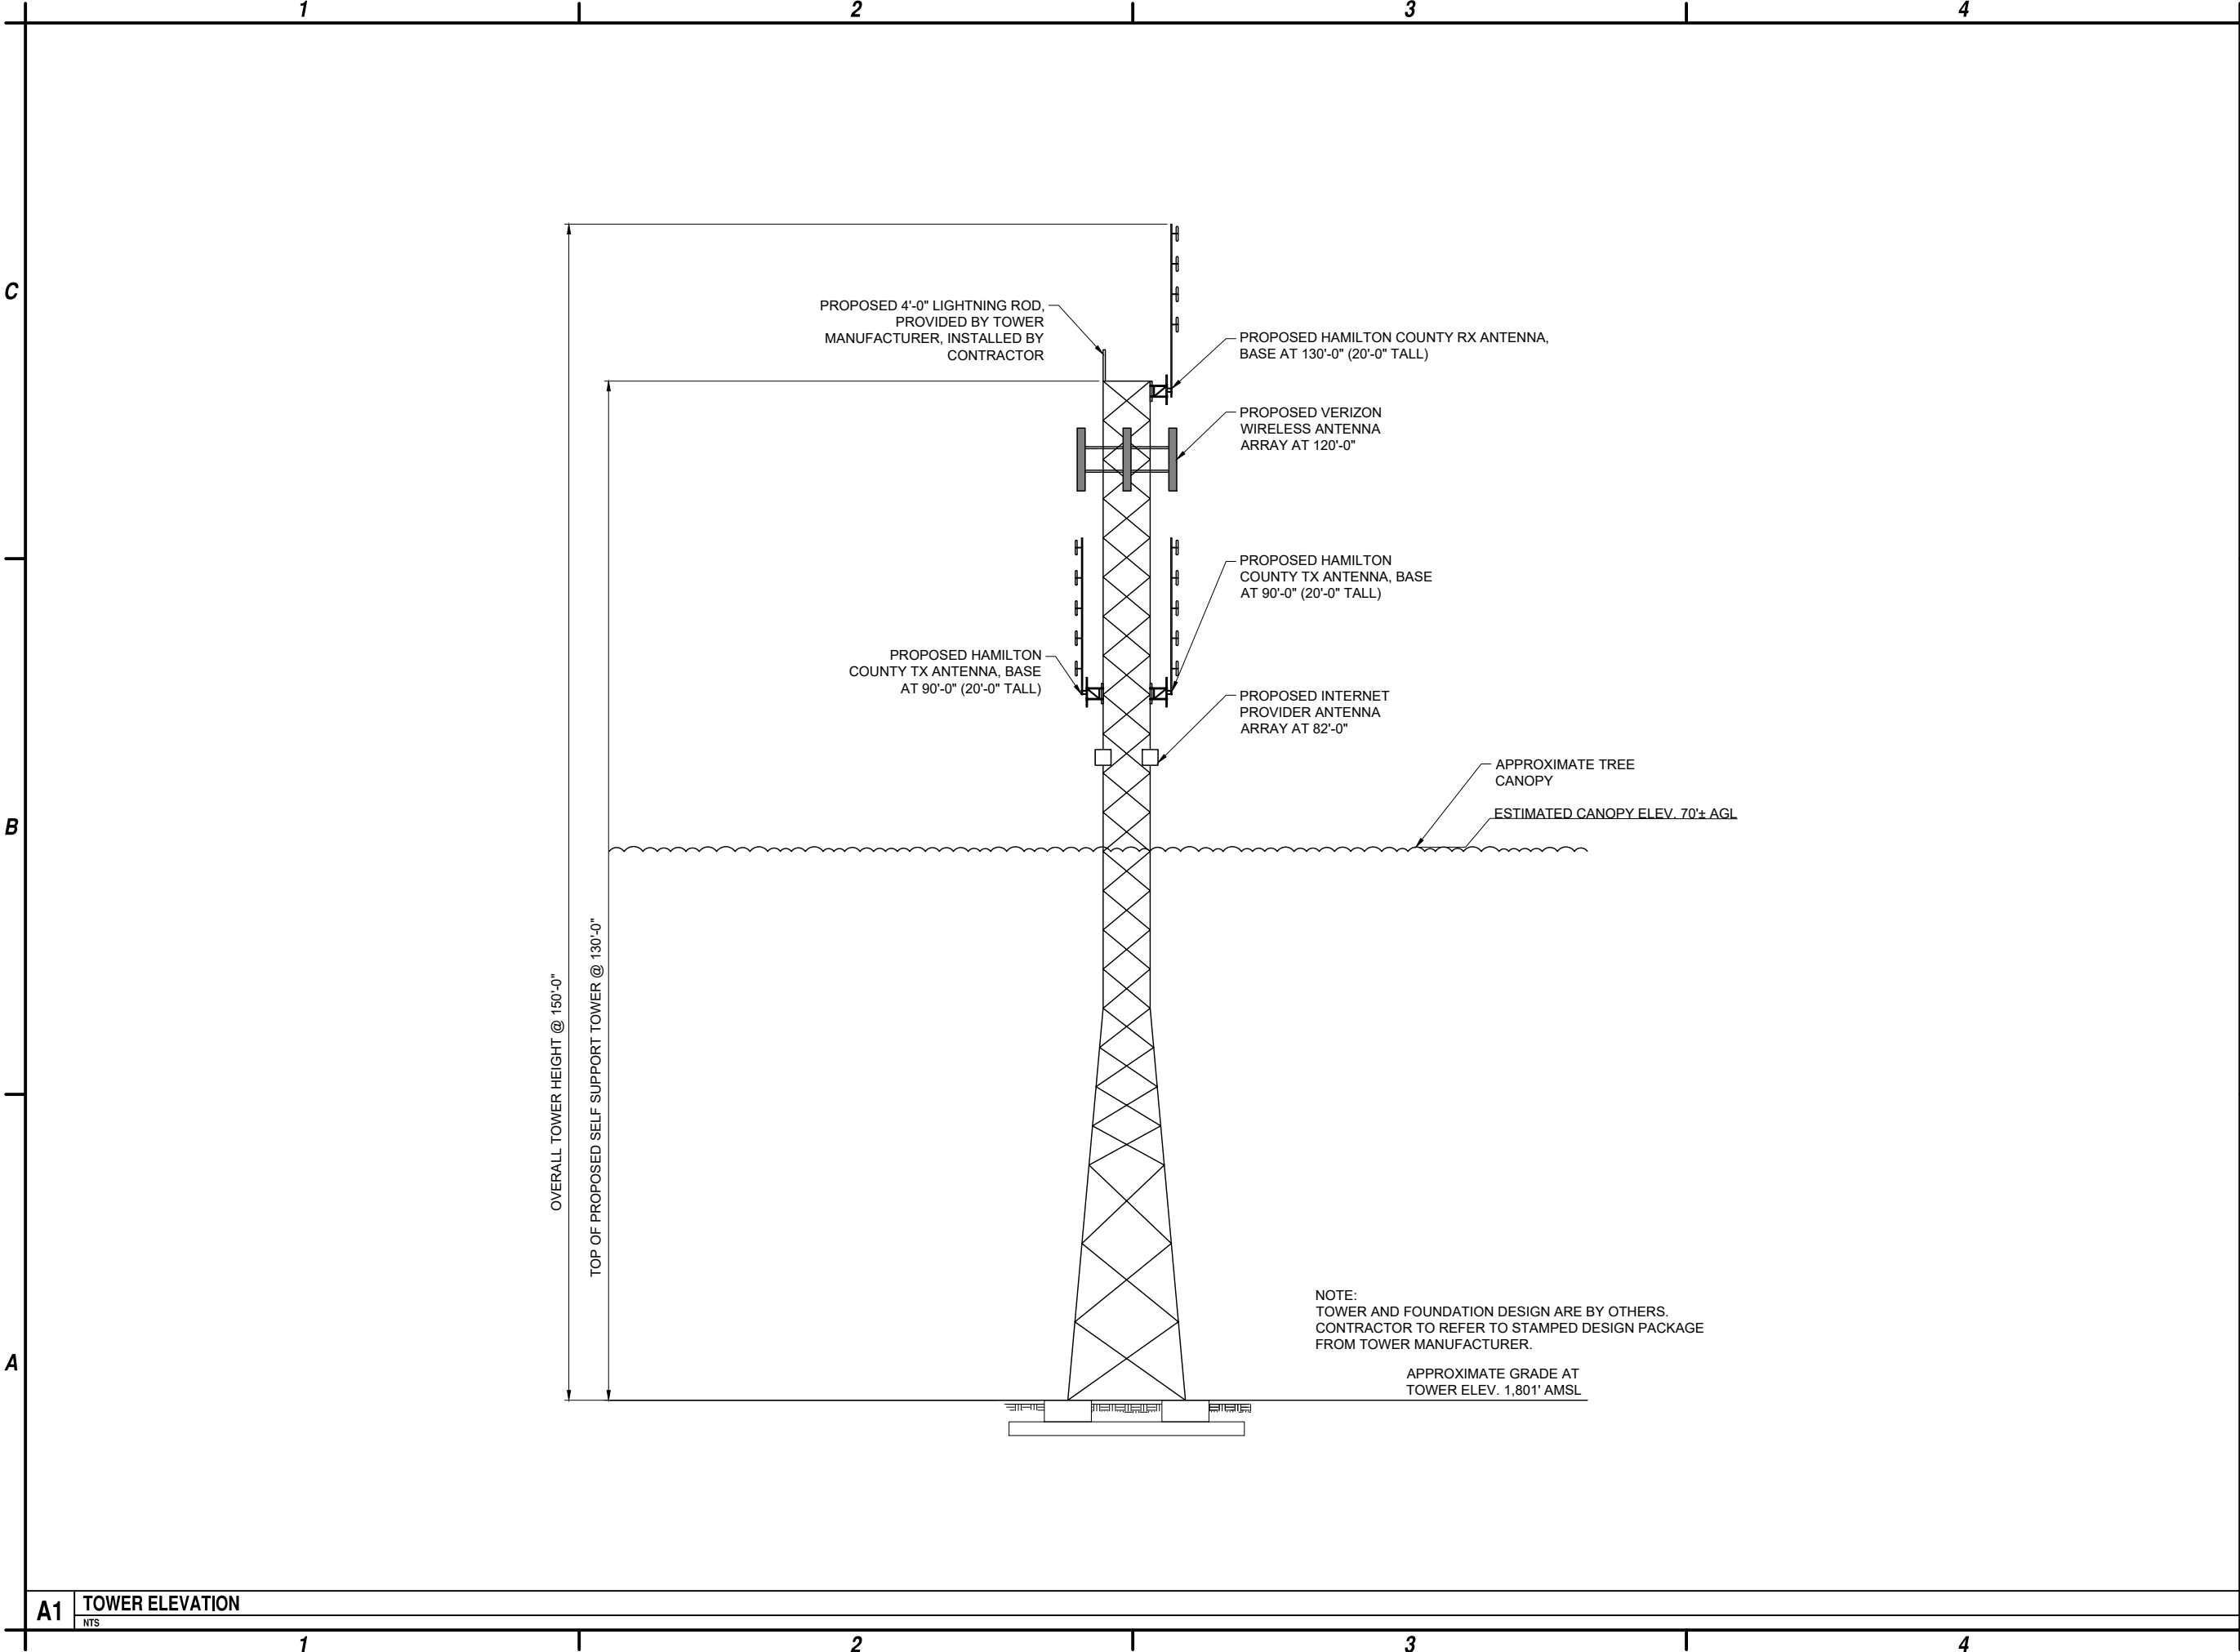 1 2 3 4
C
B
A
PROPOSED 4'-0" LIGHTNING ROD,
PROVIDED BY TOWER
MANUFACTURER, INSTALLED BY
CONTRACTOR
PROPOSED HAMILTON COUNTY RX ANTENNA,
BASE AT 130'-0" (20'-0" TALL)
PROPOSED VERIZON
WIRELESS ANTENNA
ARRAY AT 120'-0"
PROPOSED HAMILTON
COUNTY TX ANTENNA, BASE
AT 90'-0" (20'-0" TALL)
PROPOSED HAMILTON
COUNTY TX ANTENNA, BASE
AT 90'-0" (20'-0" TALL)
PROPOSED INTERNET
PROVIDER ANTENNA
ARRAY AT 82'-0"
APPROXIMATE TREE
CANOPY
ESTIMATED CANOPY ELEV. 70'± AGL
OVERALL TOWER HEIGHT @ 150'-0"
TOP OF PROPOSED SELF SUPPORT TOWER @ 130'-0"
NOTE:
TOWER AND FOUNDATION DESIGN ARE BY OTHERS.
CONTRACTOR TO REFER TO STAMPED DESIGN PACKAGE
FROM TOWER MANUFACTURER.
APPROXIMATE GRADE AT
TOWER ELEV. 1,801' AMSL
A1 TOWER ELEVATION
NTS
1 2 3 4